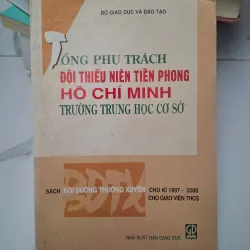 BỘ GIÁO DỤC VÀ ĐÀO TẠO
TỔNG PHỤ TRÁCH
ĐỘI THIẾU NIÊN TIỀN PHONG
HỒ CHÍ MINH
TRƯỜNG TRUNG HỌC CƠ SỞ
BDTX
SÁCH BỒI DƯỠNG THƯỜNG XUYÊN CHU KÌ 1997 - 2000
CHO GIÁO VIÊN THCS
NHÀ XUẤT BẢN GIÁO DỤC